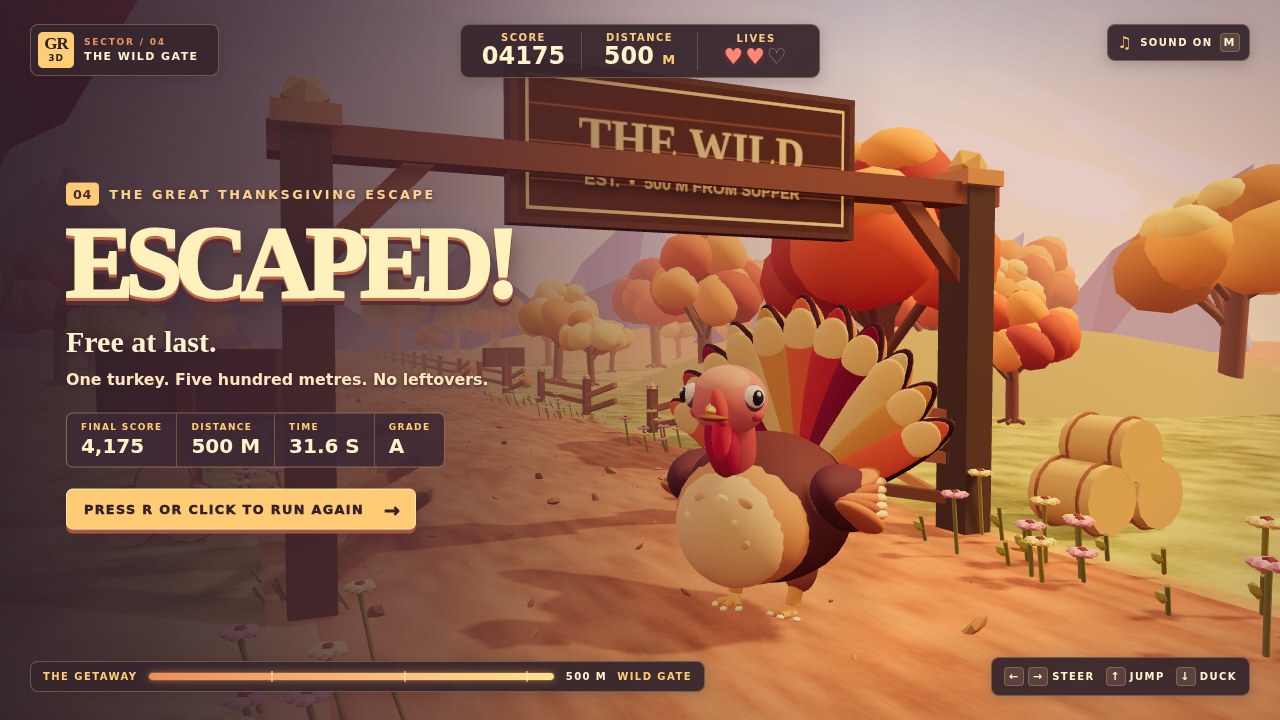 GR
3D
SECTOR / 04
THE WILD GATE
SCORE
04175
DISTANCE
500 M
LIVES
♥♥♡
♫ SOUND ON M
THE WILD
EST. • 500 M FROM SUPPER
04 THE GREAT THANKSGIVING ESCAPE
ESCAPED!
Free at last.
One turkey. Five hundred metres. No leftovers.
FINAL SCORE
4,175
DISTANCE
500 M
TIME
31.6 S
GRADE
A
PRESS R OR CLICK TO RUN AGAIN →
THE GETAWAY
500 M WILD GATE
← → STEER ↑ JUMP ↓ DUCK